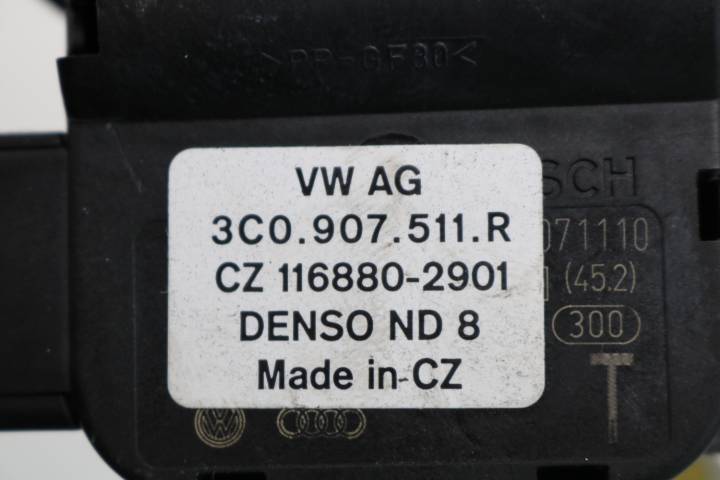 >PP-GF30<
VW AG
3C0.907.511.R
CZ 116880-2901
DENSO ND 8
Made in CZ
SCH
071110
(45.2)
300
T